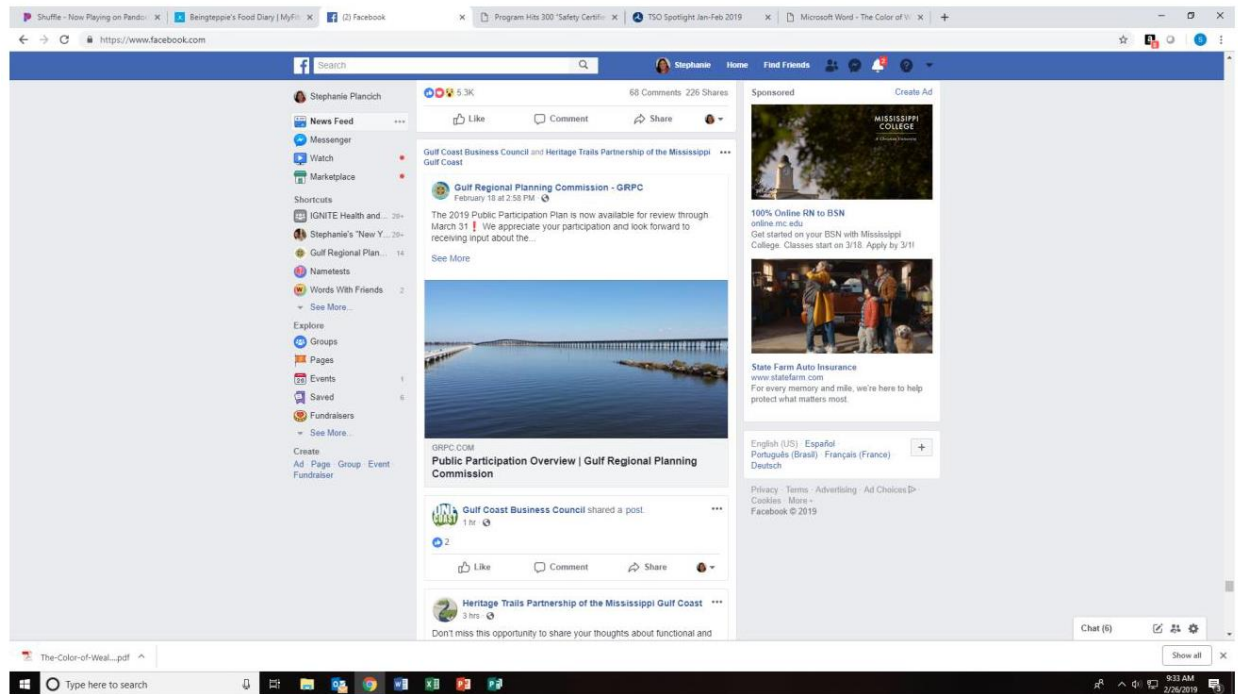 Shuffle - Now Playing on Pandor
Beingteppie's Food Diary | MyFit
(2) Facebook
Program Hits 300 "Safety Certific
TSO Spotlight Jan-Feb 2019
Microsoft Word - The Color of W
https://www.facebook.com
Search
Stephanie
Home
Find Friends
Stephanie Plancich
News Feed
Messenger
Watch
Marketplace
Shortcuts
IGNITE Health and... 20+
Stephanie's "New Y... 20+
Gulf Regional Plan... 14
Nametests
Words With Friends 2
See More...
Explore
Groups
Pages
Events 1
Saved 6
Fundraisers
See More...
Create
Ad · Page · Group · Event ·
Fundraiser
5.3K
68 Comments 226 Shares
Like Comment Share
Gulf Coast Business Council and Heritage Trails Partnership of the Mississippi
Gulf Coast
Gulf Regional Planning Commission - GRPC
February 18 at 2:58 PM ·
The 2019 Public Participation Plan is now available for review through
March 31❗ We appreciate your participation and look forward to
receiving input about the...
See More
GRPC.COM
Public Participation Overview | Gulf Regional Planning
Commission
Gulf Coast Business Council shared a post.
1 hr ·
2
Like Comment Share
Heritage Trails Partnership of the Mississippi Gulf Coast
3 hrs ·
Don't miss this opportunity to share your thoughts about functional and
Sponsored
Create Ad
MISSISSIPPI
COLLEGE
100% Online RN to BSN
online.mc.edu
Get started on your BSN with Mississippi
College. Classes start on 3/18. Apply by 3/1!
State Farm Auto Insurance
www.statefarm.com
For every memory and mile, we're here to help
protect what matters most.
English (US) · Español ·
Português (Brasil) · Français (France) ·
Deutsch
Privacy · Terms · Advertising · Ad Choices ·
Cookies · More
Facebook © 2019
Chat (6)
The-Color-of-Weal....pdf
Show all
Type here to search
9:33 AM
2/26/2019